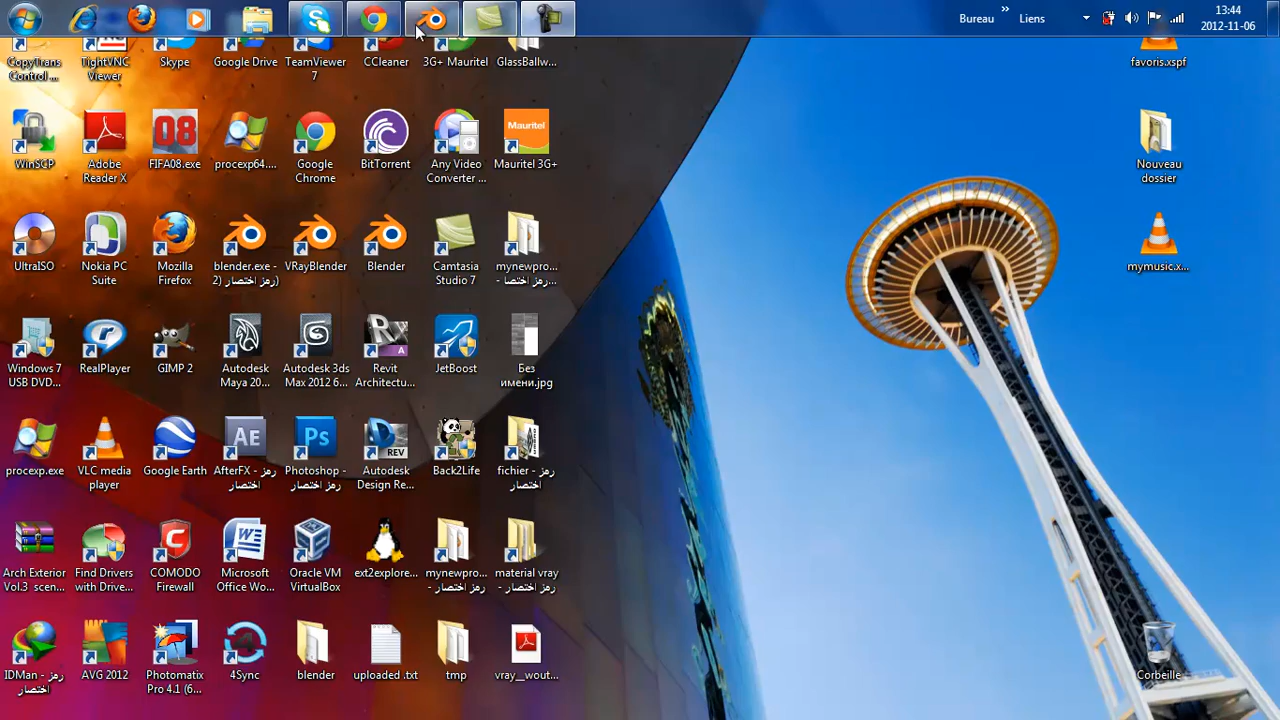 Bureau
»
Liens
13:44
2012-11-06
CopyTrans
Control ...
TightVNC
Viewer
Skype
Google Drive
TeamViewer
7
CCleaner
3G+ Mauritel
GlassBallw...
favoris.xspf
WinSCP
Adobe
Reader X
08
FIFA08.exe
procexp64....
Google
Chrome
BitTorrent
Any Video
Converter ...
Mauritel
Mauritel 3G+
Nouveau
dossier
UltraISO
Nokia PC
Suite
Mozilla
Firefox
blender.exe -
رمز اختصار (2)
VRayBlender
Blender
Camtasia
Studio 7
mynewpro...
رمز اختصا - ...
mymusic.x...
Windows 7
USB DVD...
RealPlayer
GIMP 2
Autodesk
Maya 20...
Autodesk 3ds
Max 2012 6...
Revit
Architectu...
JetBoost
Без
имени.jpg
procexp.exe
VLC media
player
Google Earth
AE
AfterFX - رمز
اختصار
Ps
Photoshop -
رمز اختصار
REV
Autodesk
Design Re...
Back2Life
fichier - رمز
اختصار
Arch Exterior
Vol.3 scen...
Find Drivers
with Drive...
COMODO
Firewall
Microsoft
Office Wo...
Oracle VM
VirtualBox
ext2explore...
mynewpro...
رمز اختصار -
material vray
رمز اختصار -
IDMan - رمز
اختصار
AVG 2012
Photomatix
Pro 4.1 (6...
4Sync
blender
uploaded .txt
tmp
vray_wout...
Corbeille